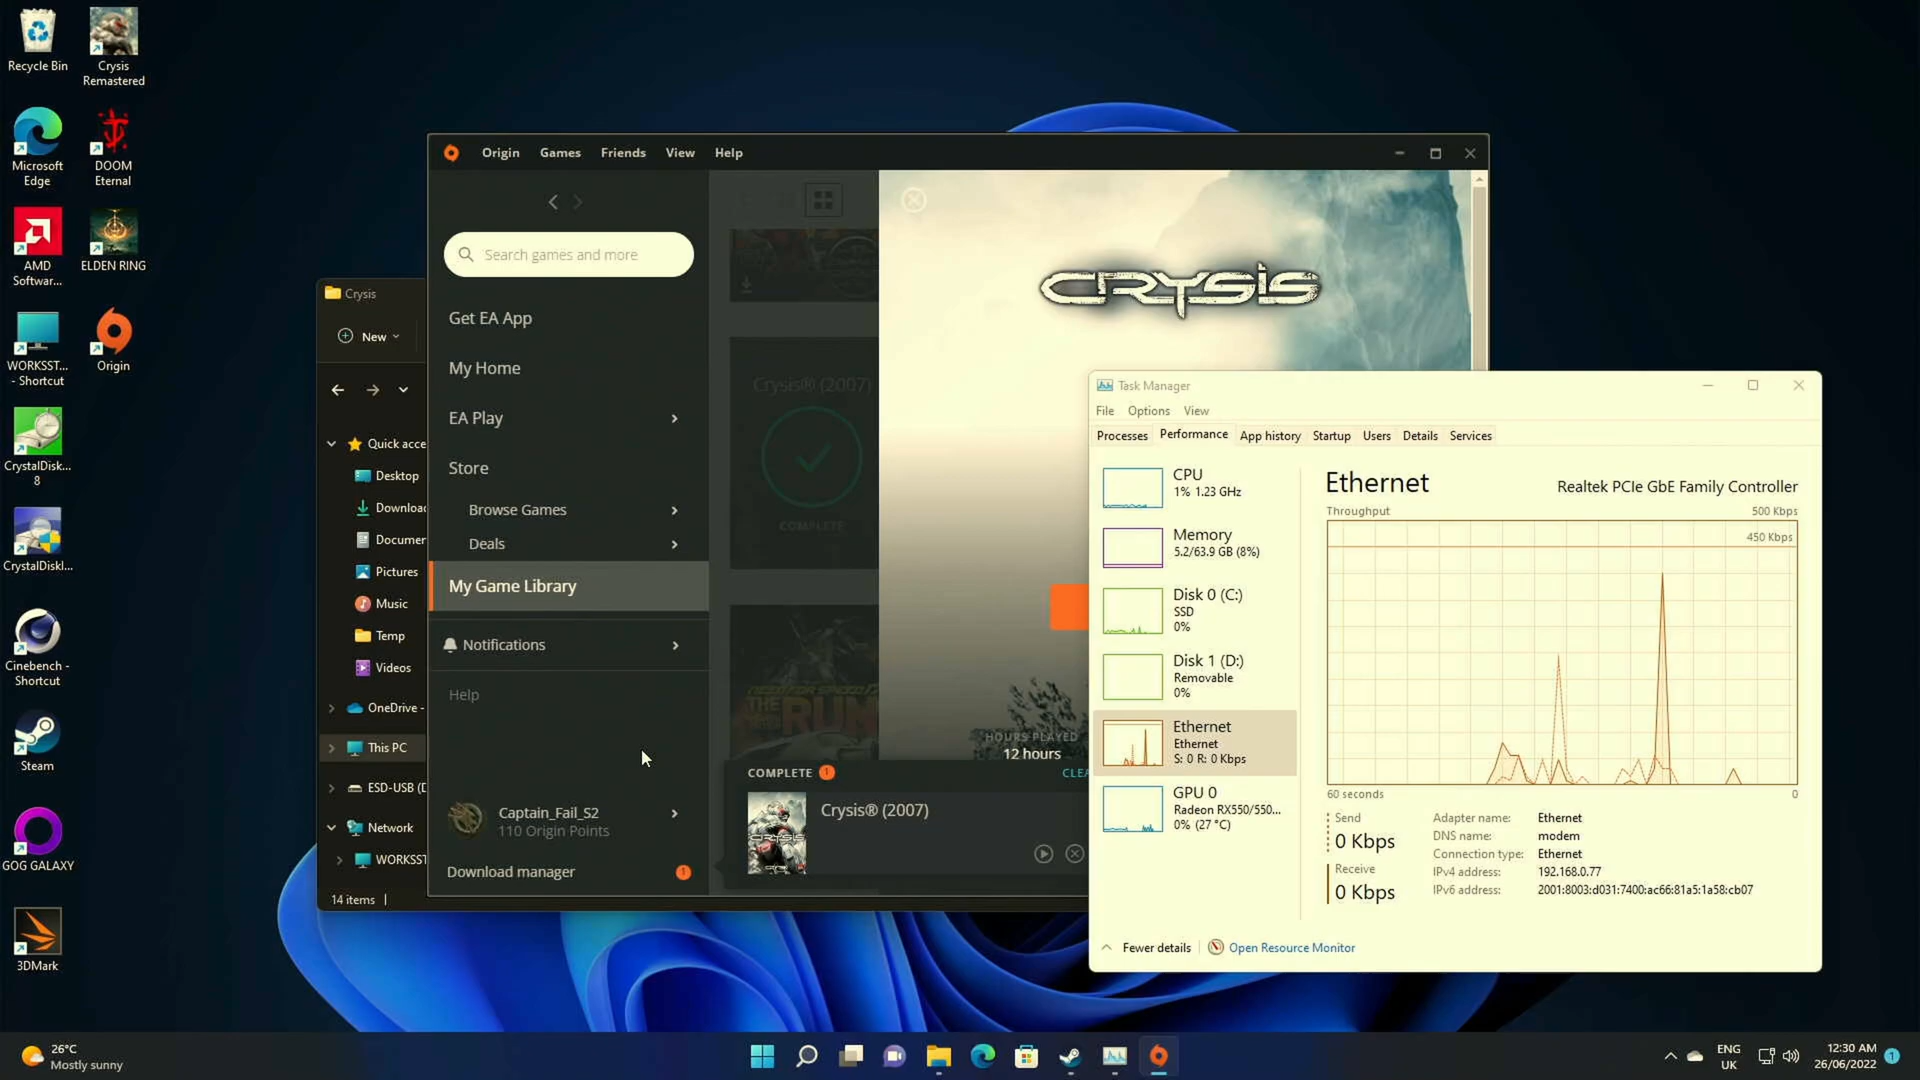 Recycle Bin
Crysis
Remastered
Microsoft
Edge
DOOM
Eternal
AMD
Softwar...
ELDEN RING
WORKSST...
- Shortcut
Origin
CrystalDisk...
8
CrystalDiskI...
Cinebench -
Shortcut
Steam
GOG GALAXY
3DMark
Crysis
New
Quick acce
Desktop
Downloa
Documer
Pictures
Music
Temp
Videos
OneDrive -
This PC
ESD-USB (D
Network
WORKSST
14 items
Origin
Games
Friends
View
Help
Search games and more
Get EA App
My Home
EA Play
Store
Browse Games
Deals
My Game Library
Notifications
Help
Captain_Fail_S2
110 Origin Points
Download manager
1
Crysis® (2007)
COMPLETE
NEED FOR SPEED
THE
RUN
CRYSIS
HOURS PLAYED
12 hours
COMPLETE 1
CLEA
CRYSIS
Crysis® (2007)
Task Manager
File Options View
Processes Performance App history Startup Users Details Services
CPU
1% 1.23 GHz
Memory
5.2/63.9 GB (8%)
Disk 0 (C:)
SSD
0%
Disk 1 (D:)
Removable
0%
Ethernet
Ethernet
S: 0 R: 0 Kbps
GPU 0
Radeon RX550/550...
0% (27 °C)
Ethernet
Realtek PCIe GbE Family Controller
Throughput
500 Kbps
450 Kbps
60 seconds
0
Send
0 Kbps
Receive
0 Kbps
Adapter name: Ethernet
DNS name: modem
Connection type: Ethernet
IPv4 address: 192.168.0.77
IPv6 address: 2001:8003:d031:7400:ac66:81a5:1a58:cb07
Fewer details
Open Resource Monitor
26°C
Mostly sunny
ENG
UK
12:30 AM
26/06/2022
1